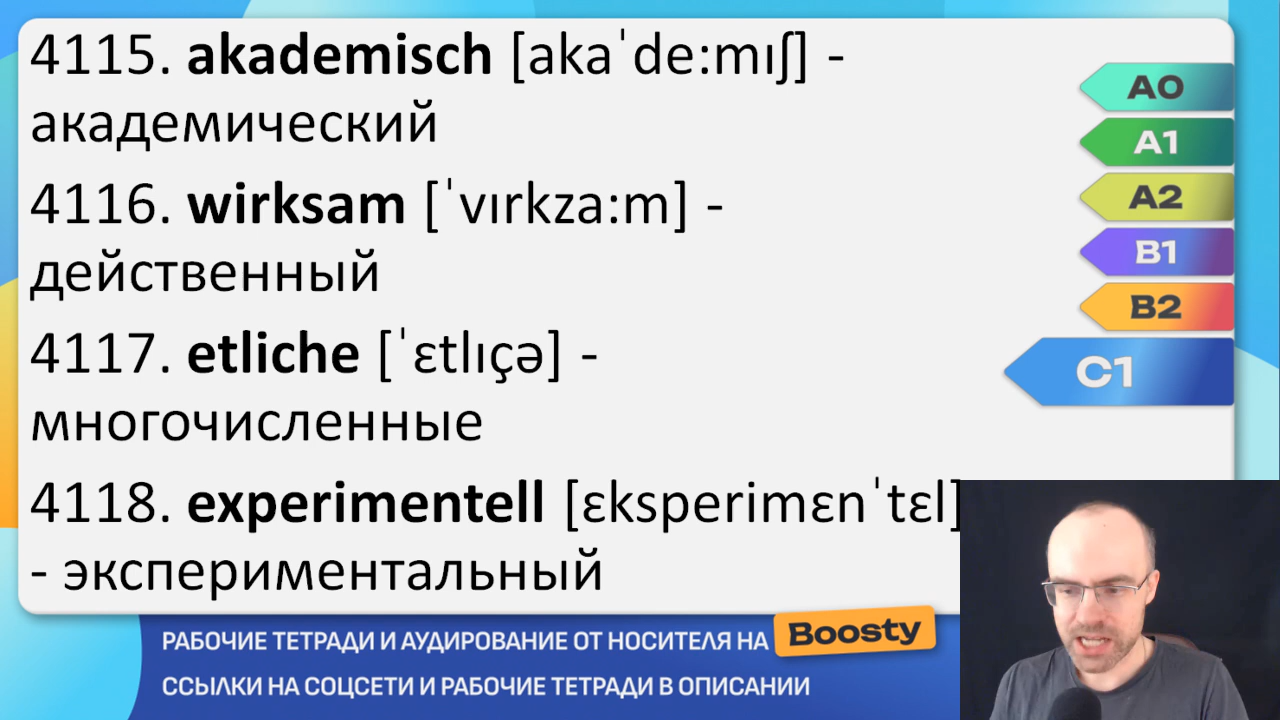 4115. akademisch [akaˈde:mɪʃ] -
академический
4116. wirksam [ˈvɪrkza:m] -
действенный
4117. etliche [ˈɛtlɪçə] -
многочисленные
4118. experimentell [ɛksperimɛnˈtɛl]
- экспериментальный
A0
A1
A2
B1
B2
C1
РАБОЧИЕ ТЕТРАДИ И АУДИРОВАНИЕ ОТ НОСИТЕЛЯ НА Boosty
ССЫЛКИ НА СОЦСЕТИ И РАБОЧИЕ ТЕТРАДИ В ОПИСАНИИ